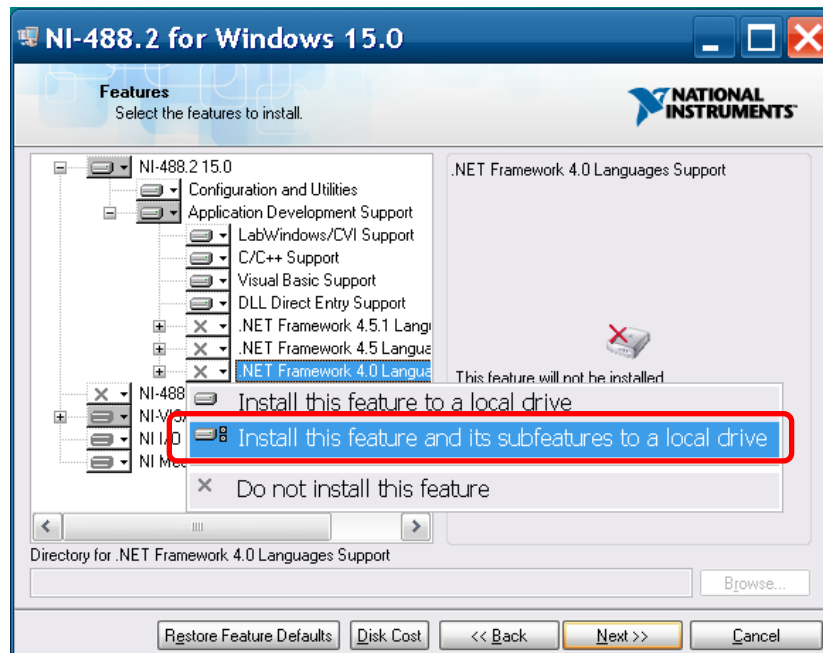 NI-488.2 for Windows 15.0
Features
Select the features to install.
NATIONAL
INSTRUMENTS
NI-488.2 15.0
Configuration and Utilities
Application Development Support
LabWindows/CVI Support
C/C++ Support
Visual Basic Support
DLL Direct Entry Support
.NET Framework 4.5.1 Langu
.NET Framework 4.5 Langua
.NET Framework 4.0 Langua
NI-488
NI-VISA
NI I/O
NI Mea
.NET Framework 4.0 Languages Support
This feature will not be installed
Install this feature to a local drive
Install this feature and its subfeatures to a local drive
Do not install this feature
Directory for .NET Framework 4.0 Languages Support
Browse...
Restore Feature Defaults
Disk Cost
<< Back
Next >>
Cancel